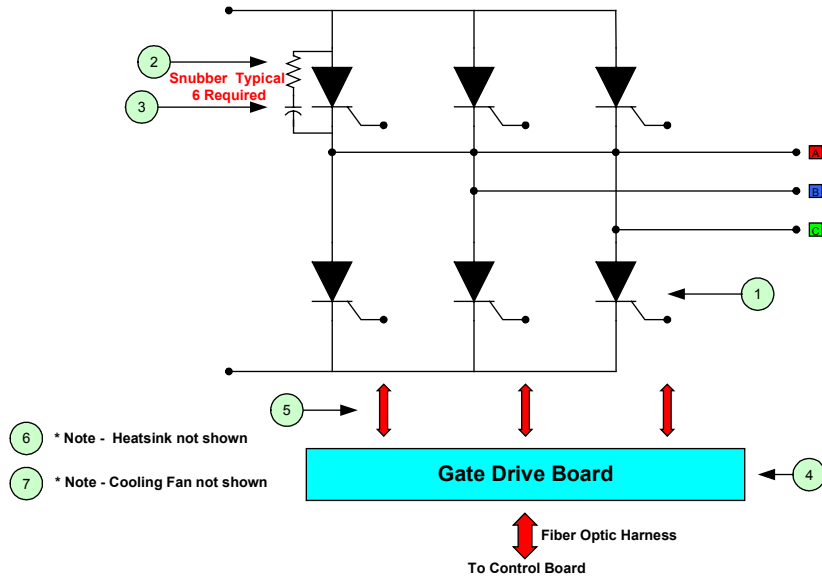 2
Snubber Typical
6 Required
3
A
B
C
1
5
6 * Note - Heatsink not shown
7 * Note - Cooling Fan not shown
Gate Drive Board
4
Fiber Optic Harness
To Control Board